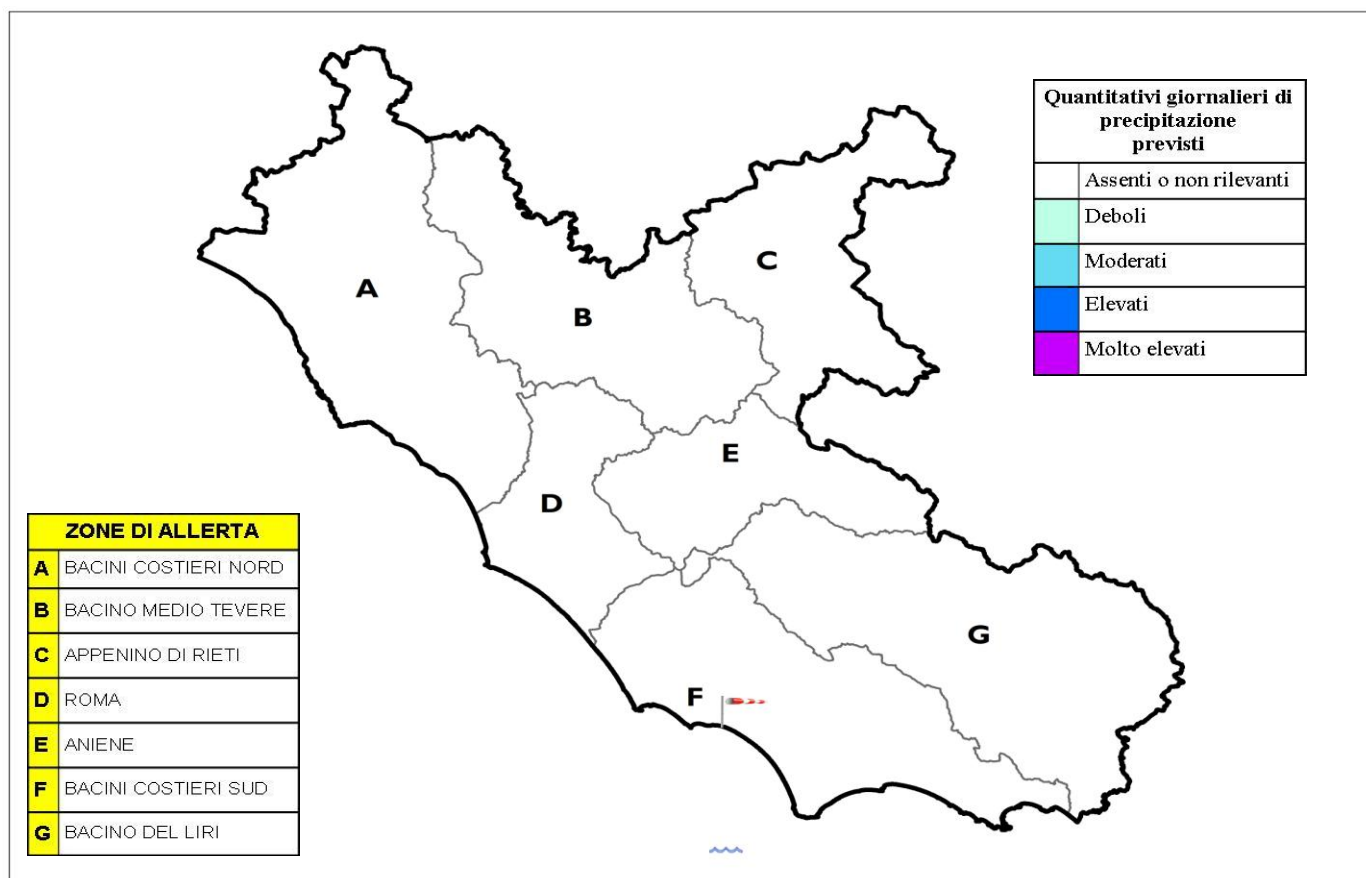 Quantitativi giornalieri di
precipitazione
previsti
Assenti o non rilevanti
Deboli
Moderati
Elevati
Molto elevati
A
B
C
D
E
F
G
ZONE DI ALLERTA
A BACINI COSTIERI NORD
B BACINO MEDIO TEVERE
C APPENINO DI RIETI
D ROMA
E ANIENE
F BACINI COSTIERI SUD
G BACINO DEL LIRI